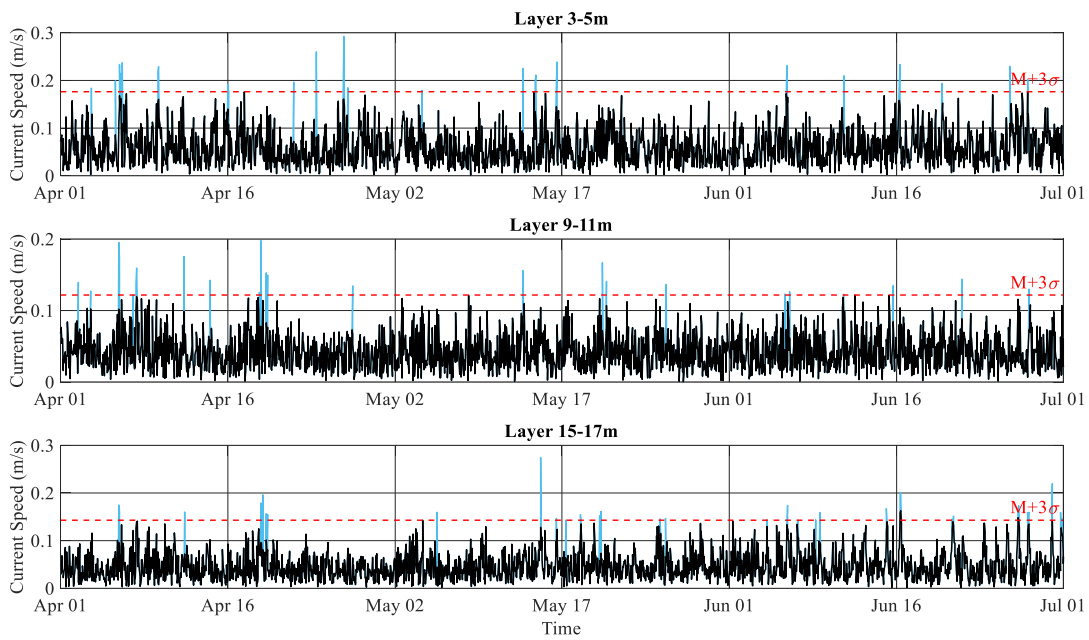 Layer 3-5m
Current Speed (m/s)
0.3
0.2
0.1
0
M+3σ
Apr 01 Apr 16 May 02 May 17 Jun 01 Jun 16 Jul 01
Layer 9-11m
Current Speed (m/s)
0.2
0.1
0
M+3σ
Apr 01 Apr 16 May 02 May 17 Jun 01 Jun 16 Jul 01
Layer 15-17m
Current Speed (m/s)
0.3
0.2
0.1
0
M+3σ
Apr 01 Apr 16 May 02 May 17 Jun 01 Jun 16 Jul 01
Time